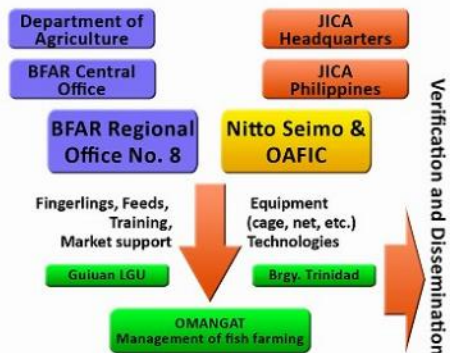 Department of
Agriculture
JICA
Headquarters
BFAR Central
Office
JICA
Philippines
BFAR Regional
Office No. 8
Nitto Seimo &
OAFIC
Fingerlings, Feeds,
Training,
Market support
Equipment
(cage, net, etc.)
Technologies
Guiuan LGU
Brgy. Trinidad
OMANGAT
Management of fish farming
Verification and Dissemination